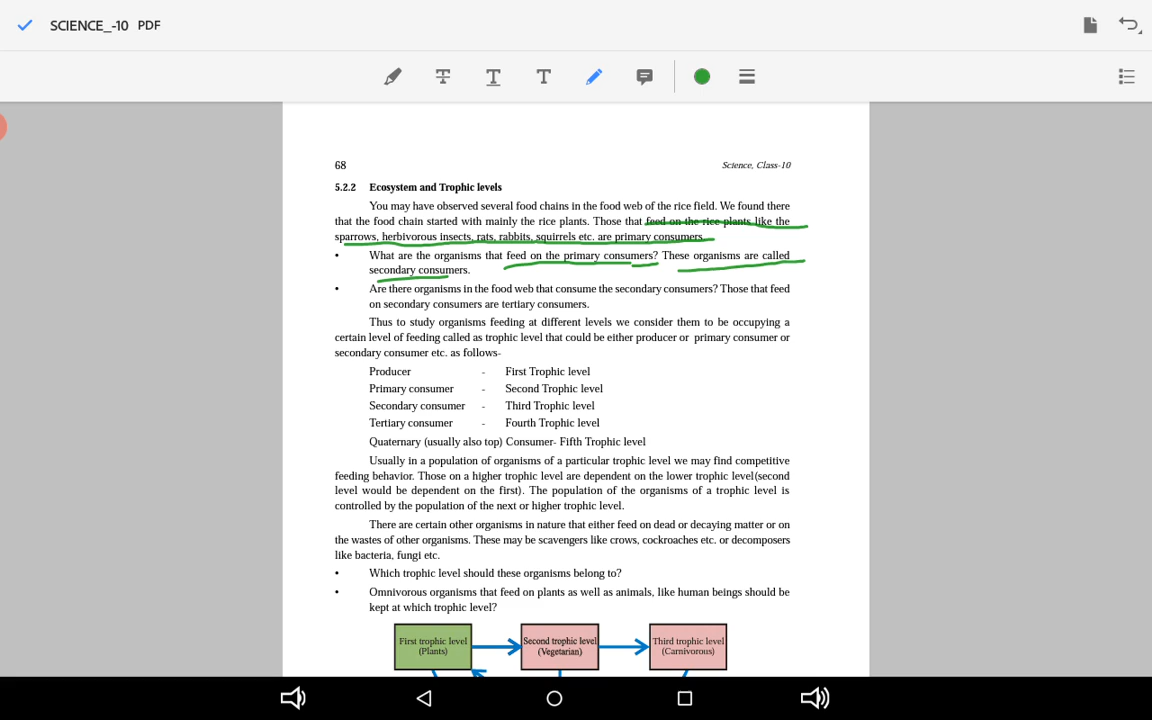 SCIENCE_-10 PDF
68
Science, Class-10
5.2.2 Ecosystem and Trophic levels
You may have observed several food chains in the food web of the rice field. We found there
that the food chain started with mainly the rice plants. Those that feed on the rice plants like the
sparrows, herbivorous insects, rats, rabbits, squirrels etc. are primary consumers.
• What are the organisms that feed on the primary consumers? These organisms are called
secondary consumers.
• Are there organisms in the food web that consume the secondary consumers? Those that feed
on secondary consumers are tertiary consumers.
Thus to study organisms feeding at different levels we consider them to be occupying a
certain level of feeding called as trophic level that could be either producer or primary consumer or
secondary consumer etc. as follows-
Producer - First Trophic level
Primary consumer - Second Trophic level
Secondary consumer - Third Trophic level
Tertiary consumer - Fourth Trophic level
Quaternary (usually also top) Consumer- Fifth Trophic level
Usually in a population of organisms of a particular trophic level we may find competitive
feeding behavior. Those on a higher trophic level are dependent on the lower trophic level(second
level would be dependent on the first). The population of the organisms of a trophic level is
controlled by the population of the next or higher trophic level.
There are certain other organisms in nature that either feed on dead or decaying matter or on
the wastes of other organisms. These may be scavengers like crows, cockroaches etc. or decomposers
like bacteria, fungi etc.
• Which trophic level should these organisms belong to?
• Omnivorous organisms that feed on plants as well as animals, like human beings should be
kept at which trophic level?
First trophic level
(Plants)
Second trophic level
(Vegetarian)
Third trophic level
(Carnivorous)